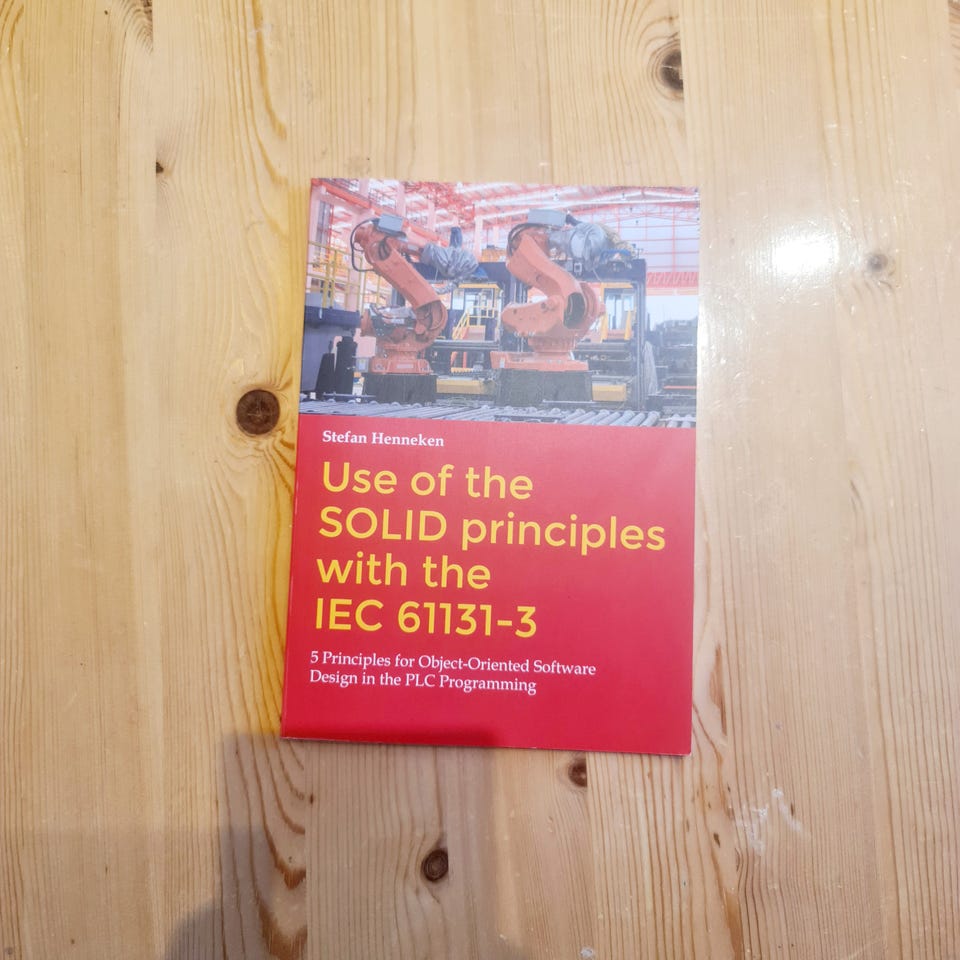 Stefan Henneken
Use of the
SOLID principles
with the
IEC 61131-3
5 Principles for Object-Oriented Software
Design in the PLC Programming